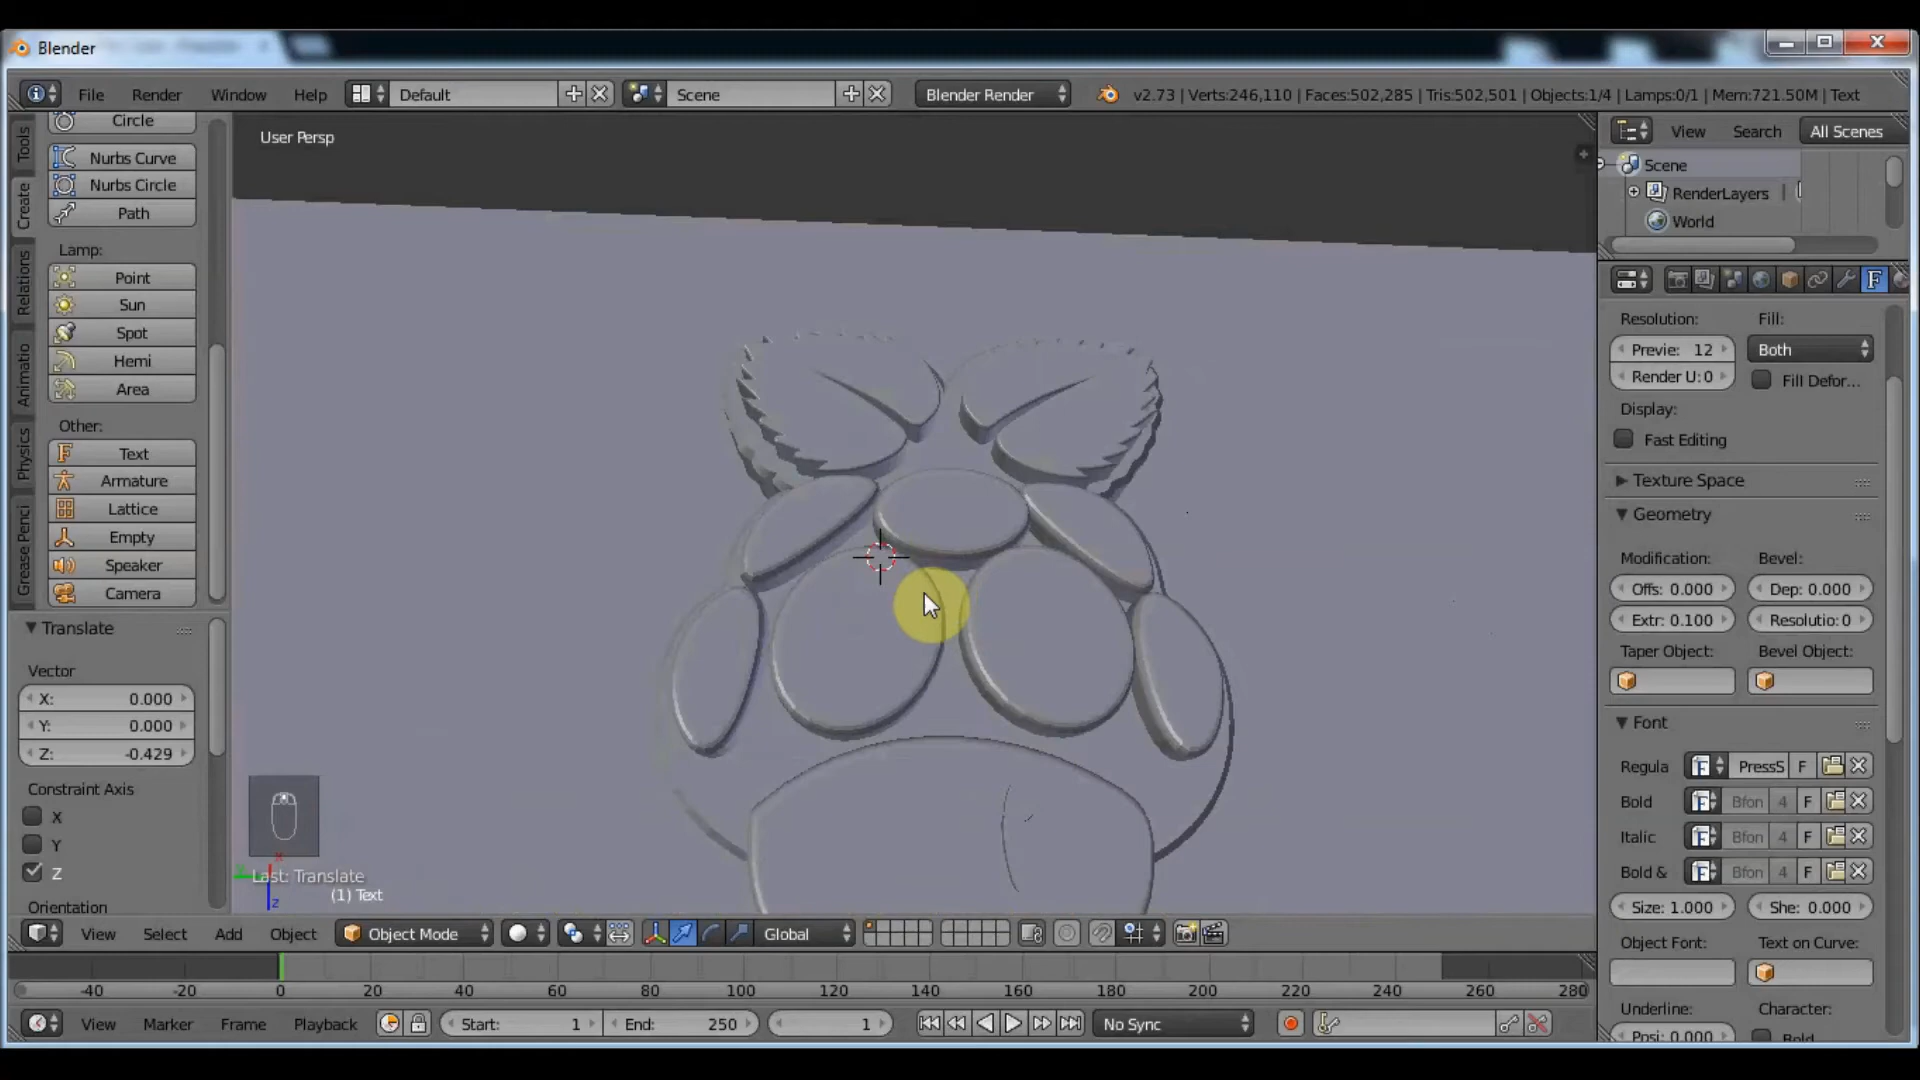 Blender
File Render Window Help Default Scene Blender Render v2.73 | Verts:246,110 | Faces:502,285 | Tris:502,501 | Objects:1/4 | Lamps:0/1 | Mem:721.50M | Text
Tools
Create
Relations
Animatio
Physics
Grease Penci
Circle
Nurbs Curve
Nurbs Circle
Path
Lamp:
Point
Sun
Spot
Hemi
Area
Other:
Text
Armature
Lattice
Empty
Speaker
Camera
Translate
Vector
X: 0.000
Y: 0.000
Z: -0.429
Constraint Axis
X
Y
Z
Orientation
User Persp
Last: Translate
(1) Text
View Search All Scenes
Scene
RenderLayers
World
Resolution: Fill:
Previe: 12 Both
Render U: 0 Fill Defor...
Display:
Fast Editing
Texture Space
Geometry
Modification: Bevel:
Offs: 0.000 Dep: 0.000
Extr: 0.100 Resolutio: 0
Taper Object: Bevel Object:
Font
Regula PressS F
Bold Bfon 4 F
Italic Bfon 4 F
Bold & Bfon 4 F
Size: 1.000 She: 0.000
Object Font: Text on Curve:
Underline: Character:
Posi: 0.000 Bold
View Select Add Object Object Mode Global
-40 -20 0 20 40 60 80 100 120 140 160 180 200 220 240 260 280
View Marker Frame Playback Start: 1 End: 250 1 No Sync